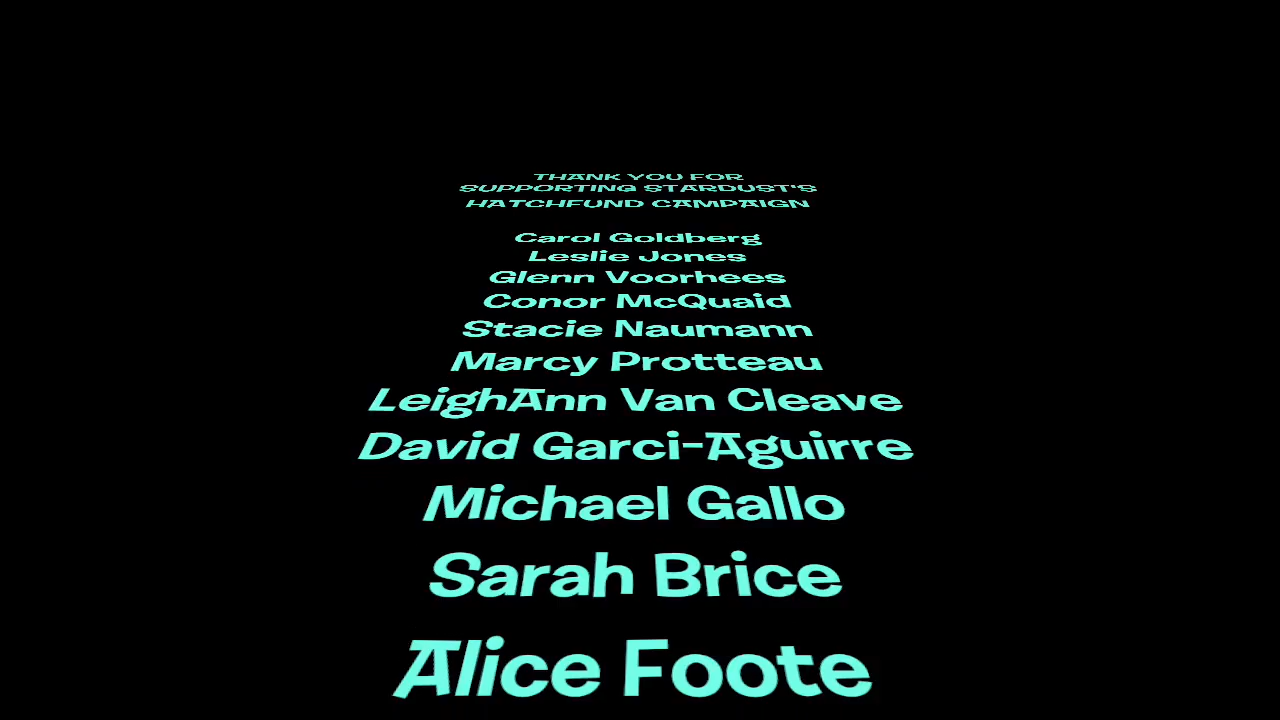 THANK YOU FOR
SUPPORTING STARDUST'S
HATCHFUND CAMPAIGN
Carol Goldberg
Leslie Jones
Glenn Voorhees
Conor McQuaid
Stacie Naumann
Marcy Protteau
LeighAnn Van Cleave
David Garci-Aguirre
Michael Gallo
Sarah Brice
Alice Foote